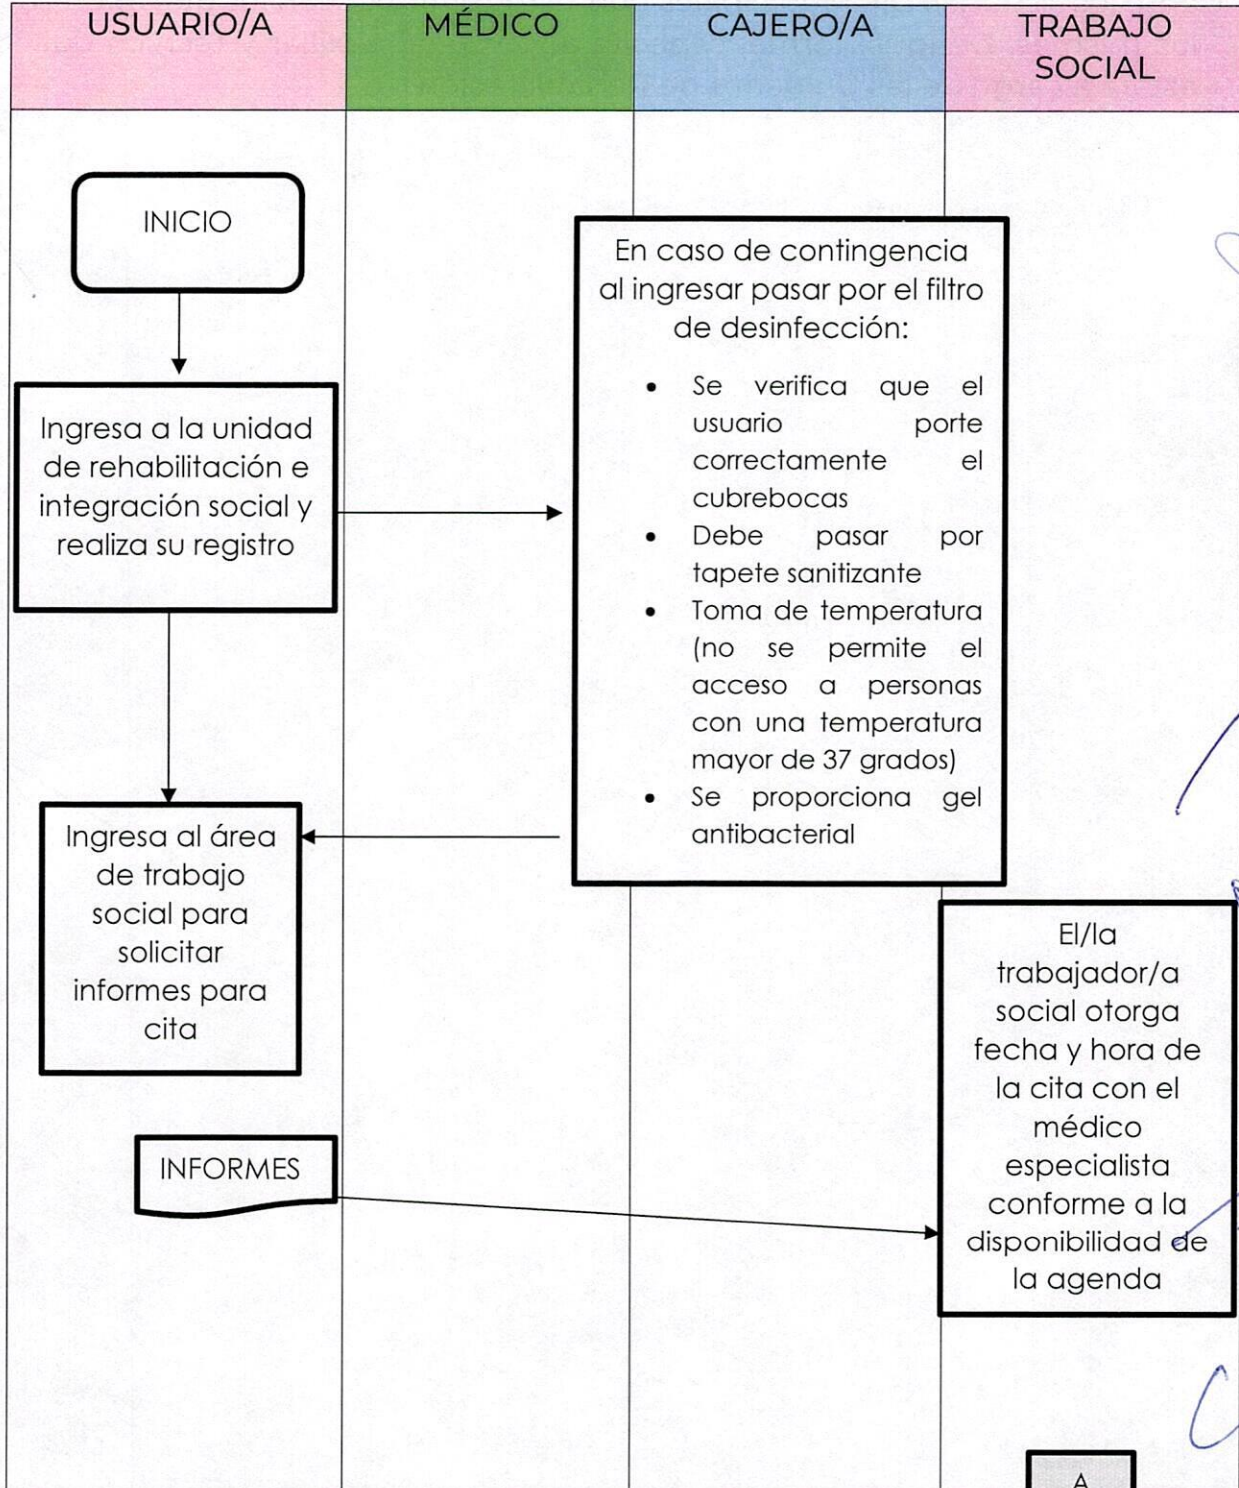 USUARIO/A
MÉDICO
CAJERO/A
TRABAJO
SOCIAL
INICIO
En caso de contingencia
al ingresar pasar por el filtro
de desinfección:
• Se verifica que el
usuario porte
correctamente el
cubrebocas
• Debe pasar por
tapete sanitizante
• Toma de temperatura
(no se permite el
acceso a personas
con una temperatura
mayor de 37 grados)
• Se proporciona gel
antibacterial
Ingresa a la unidad
de rehabilitación e
integración social y
realiza su registro
Ingresa al área
de trabajo
social para
solicitar
informes para
cita
El/la
trabajador/a
social otorga
fecha y hora de
la cita con el
médico
especialista
conforme a la
disponibilidad de
la agenda
INFORMES
A